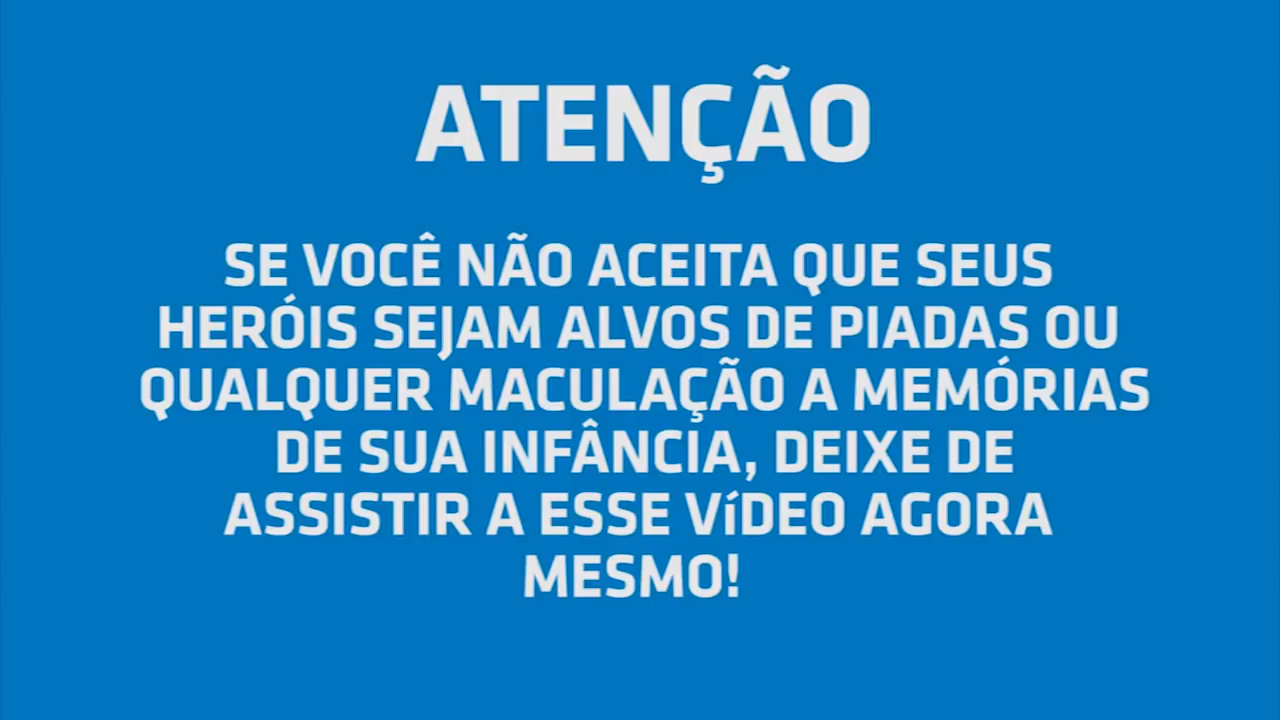 ATENÇÃO
SE VOCÊ NÃO ACEITA QUE SEUS
HERÓIS SEJAM ALVOS DE PIADAS OU
QUALQUER MACULAÇÃO A MEMÓRIAS
DE SUA INFÂNCIA, DEIXE DE
ASSISTIR A ESSE VíDEO AGORA
MESMO!